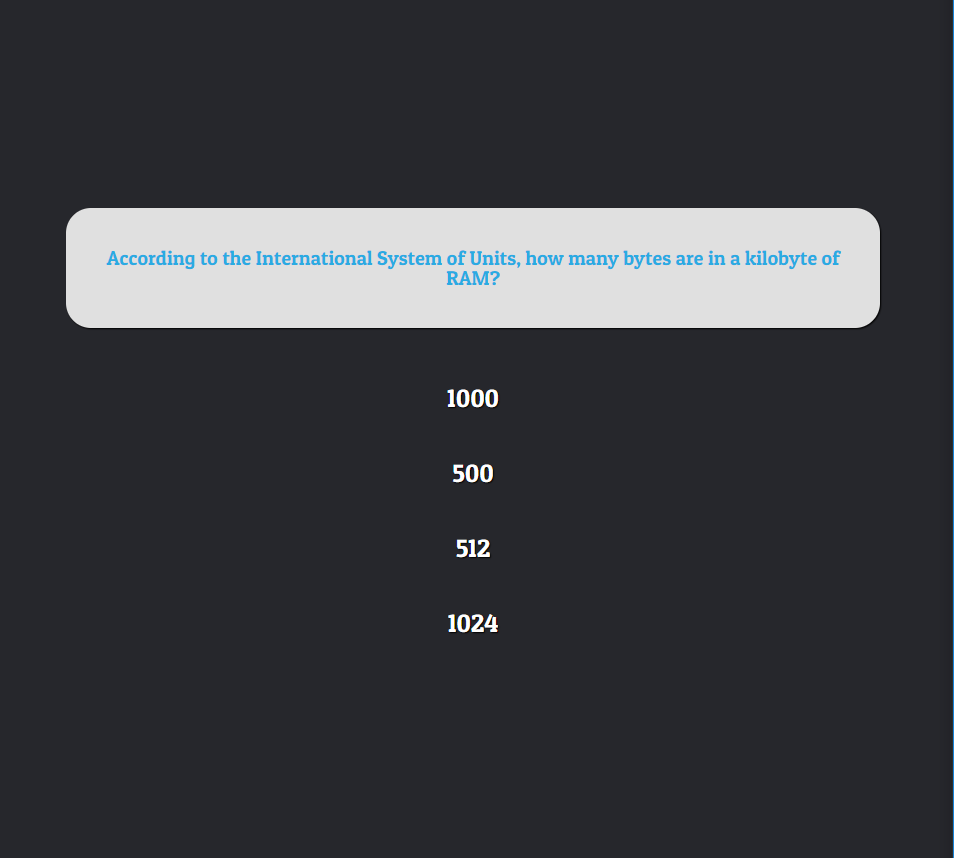 According to the International System of Units, how many bytes are in a kilobyte of
RAM?
1000
500
512
1024